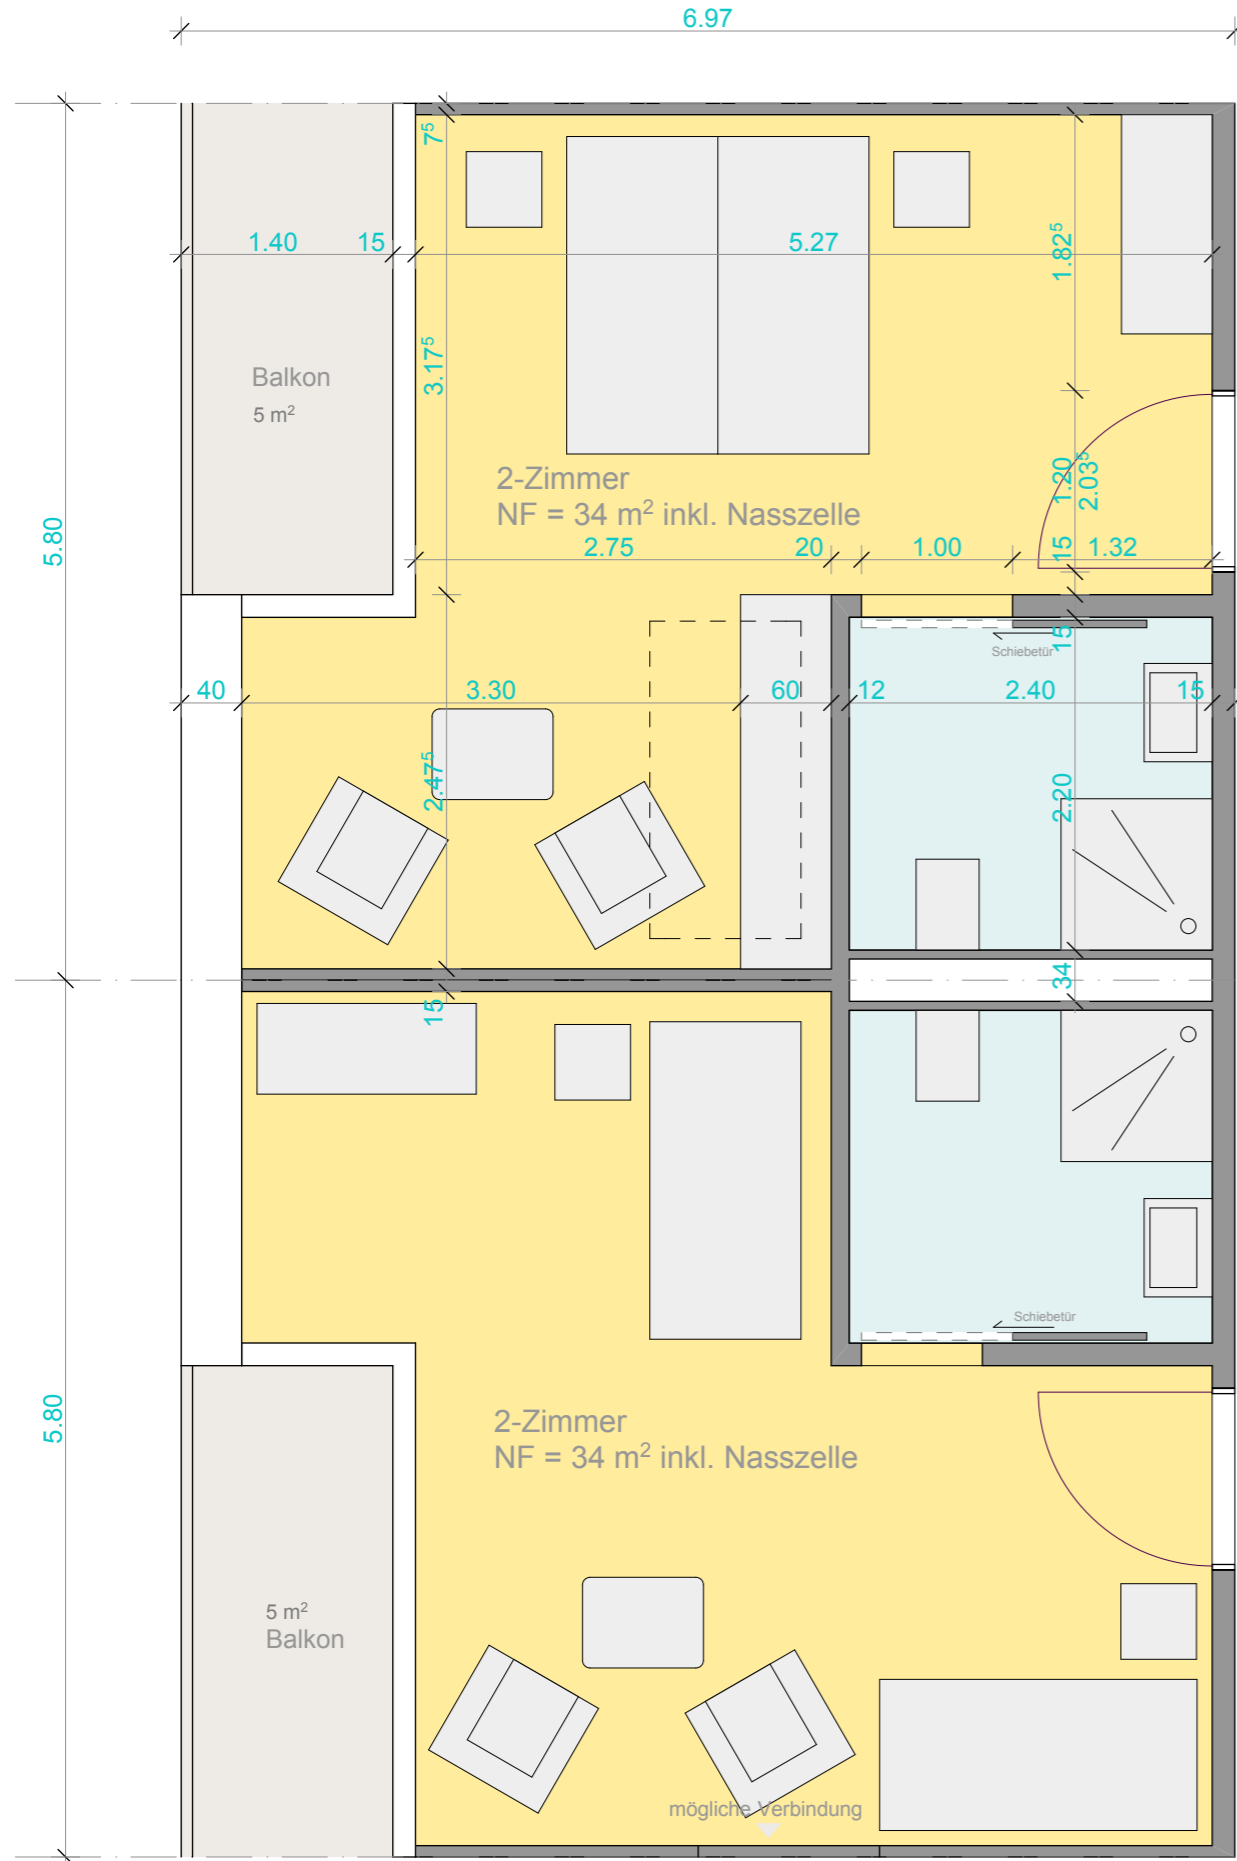 6.97
7⁵
1.40
15
5.27
1.82⁵
3.17⁵
Balkon
5 m²
2-Zimmer
NF = 34 m² inkl. Nasszelle
1.20
2.03⁵
5.80
2.75
20
1.00
15
1.32
15
Schiebetür
40
3.30
60
12
2.40
15
2.47⁵
2.20
34
15
Schiebetür
5.80
2-Zimmer
NF = 34 m² inkl. Nasszelle
5 m²
Balkon
mögliche Verbindung